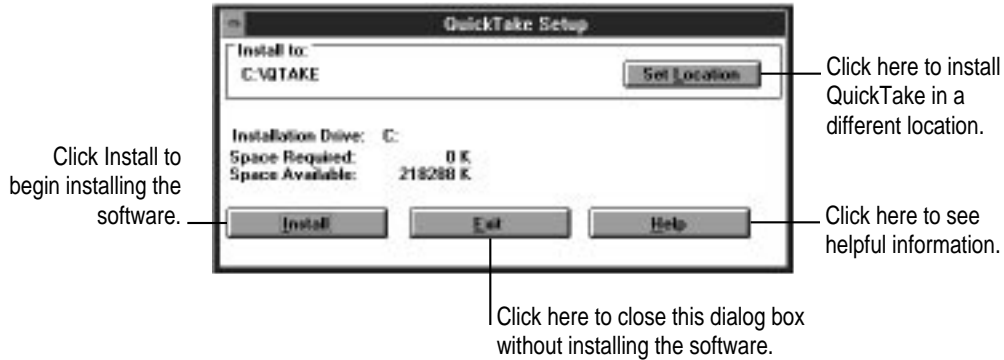 QuickTake Setup
Install to:
C:\QTAKE
Set Location
Click here to install
QuickTake in a
different location.
Installation Drive: C:
Space Required: 0 K
Space Available: 218288 K
Click Install to
begin installing the
software.
Install
Exit
Help
Click here to see
helpful information.
Click here to close this dialog box
without installing the software.